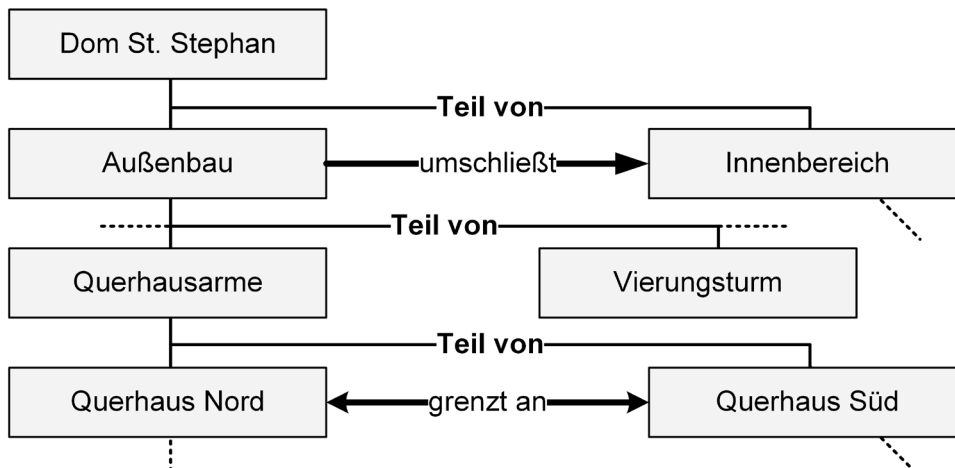 Dom St. Stephan
Teil von
Außenbau
umschließt
Innenbereich
Teil von
Querhausarme
Vierungsturm
Teil von
Querhaus Nord
grenzt an
Querhaus Süd